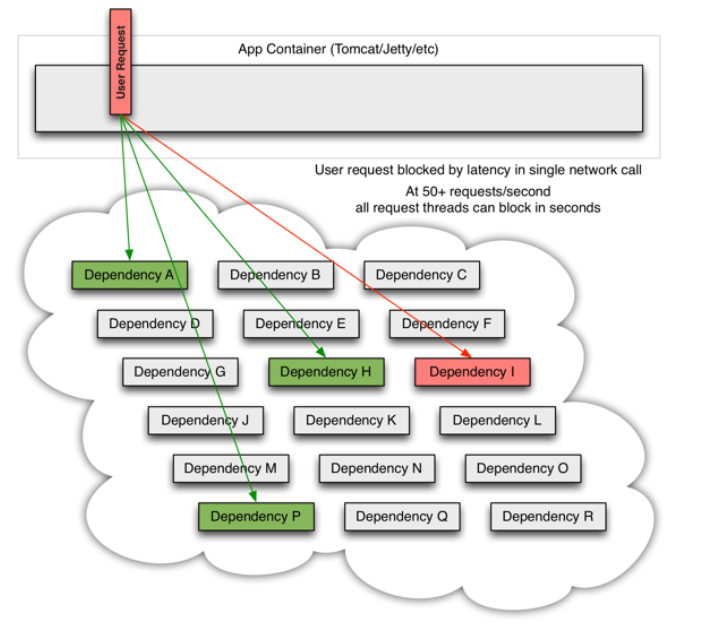 User Request
App Container (Tomcat/Jetty/etc)
User request blocked by latency in single network call
At 50+ requests/second
all request threads can block in seconds
Dependency A
Dependency B
Dependency C
Dependency D
Dependency E
Dependency F
Dependency G
Dependency H
Dependency I
Dependency J
Dependency K
Dependency L
Dependency M
Dependency N
Dependency O
Dependency P
Dependency Q
Dependency R